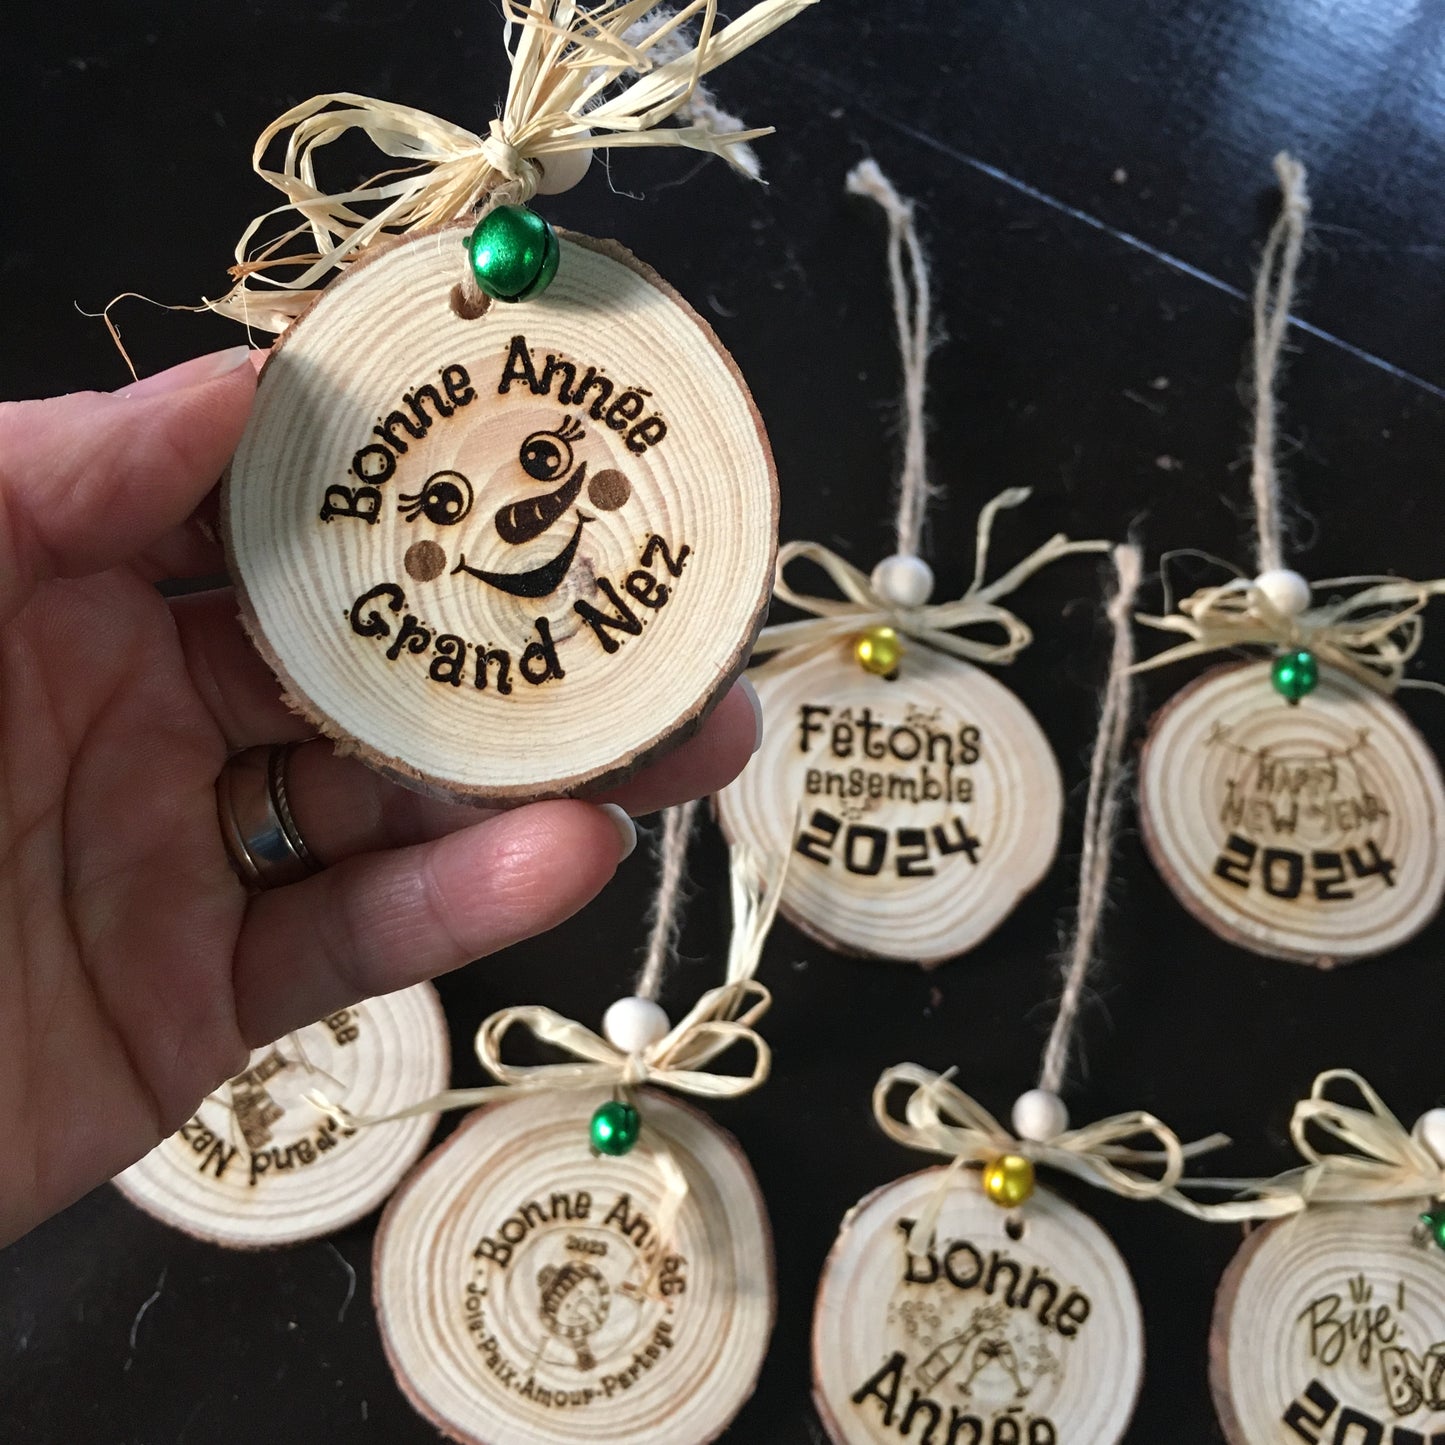 Bonne Année
Grand Nez
Fêtons
ensemble
2024
HAPPY
NEW YEAR
2024
Grand Nez
Bonne Année
·Joie·Paix·Amour·Partage·
Bonne
Année
Bye!